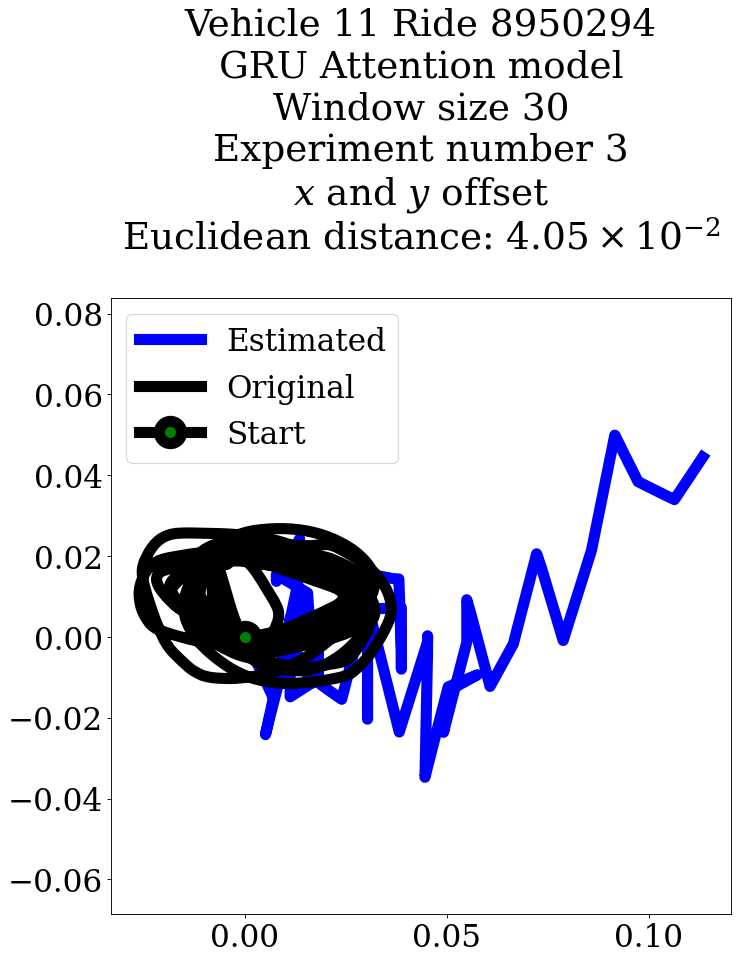 Vehicle 11 Ride 8950294
GRU Attention model
Window size 30
Experiment number 3
x and y offset
Euclidean distance: 4.05 × 10⁻²
Estimated
Original
Start
0.08
0.06
0.04
0.02
0.00
−0.02
−0.04
−0.06
0.00 0.05 0.10